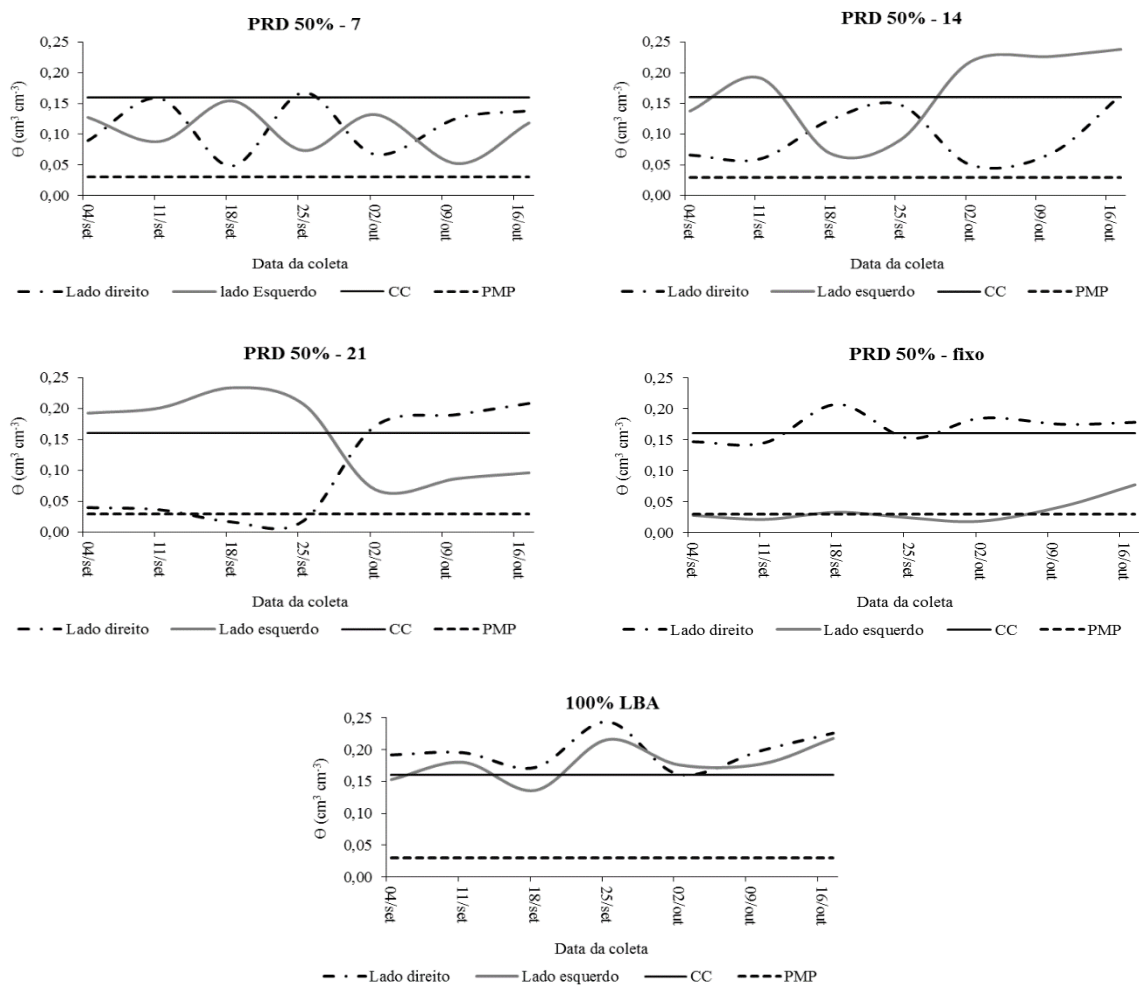 PRD 50% - 7
0,25
0,20
0,15
0,10
0,05
0,00
Θ (cm³ cm⁻³)
04/set
11/set
18/set
25/set
02/out
09/out
16/out
Data da coleta
Lado direito lado Esquerdo CC PMP
PRD 50% - 14
0,25
0,20
0,15
0,10
0,05
0,00
Θ (cm³ cm⁻³)
04/set
11/set
18/set
25/set
02/out
09/out
16/out
Data da coleta
Lado direito Lado esquerdo CC PMP
PRD 50% - 21
0,25
0,20
0,15
0,10
0,05
0,00
Θ (cm³ cm⁻³)
04/set
11/set
18/set
25/set
02/out
09/out
16/out
Data da coleta
Lado direito Lado esquerdo CC PMP
PRD 50% - fixo
0,25
0,20
0,15
0,10
0,05
0,00
Θ (cm³ cm⁻³)
04/set
11/set
18/set
25/set
02/out
09/out
16/out
Data da coleta
Lado direito Lado esquerdo CC PMP
100% LBA
0,25
0,20
0,15
0,10
0,05
0,00
Θ (cm³ cm⁻³)
04/set
11/set
18/set
25/set
02/out
09/out
16/out
Data da coleta
Lado direito Lado esquerdo CC PMP